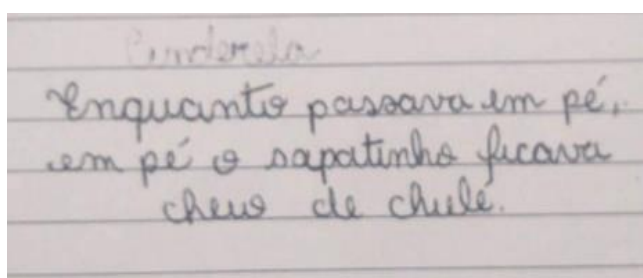 Cinderela
Enquanto passava em pé,
em pé o sapatinho ficava
cheio de chulé.